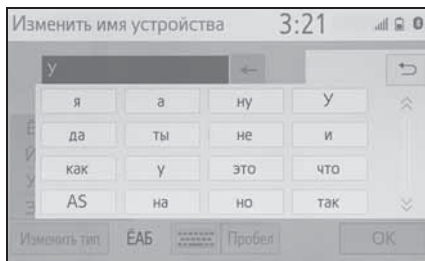 Изменить имя устройства 3:21
У
я а ну У
да ты не и
как у это что
AS на но так
Изменить тип ЁАБ Пробел OK